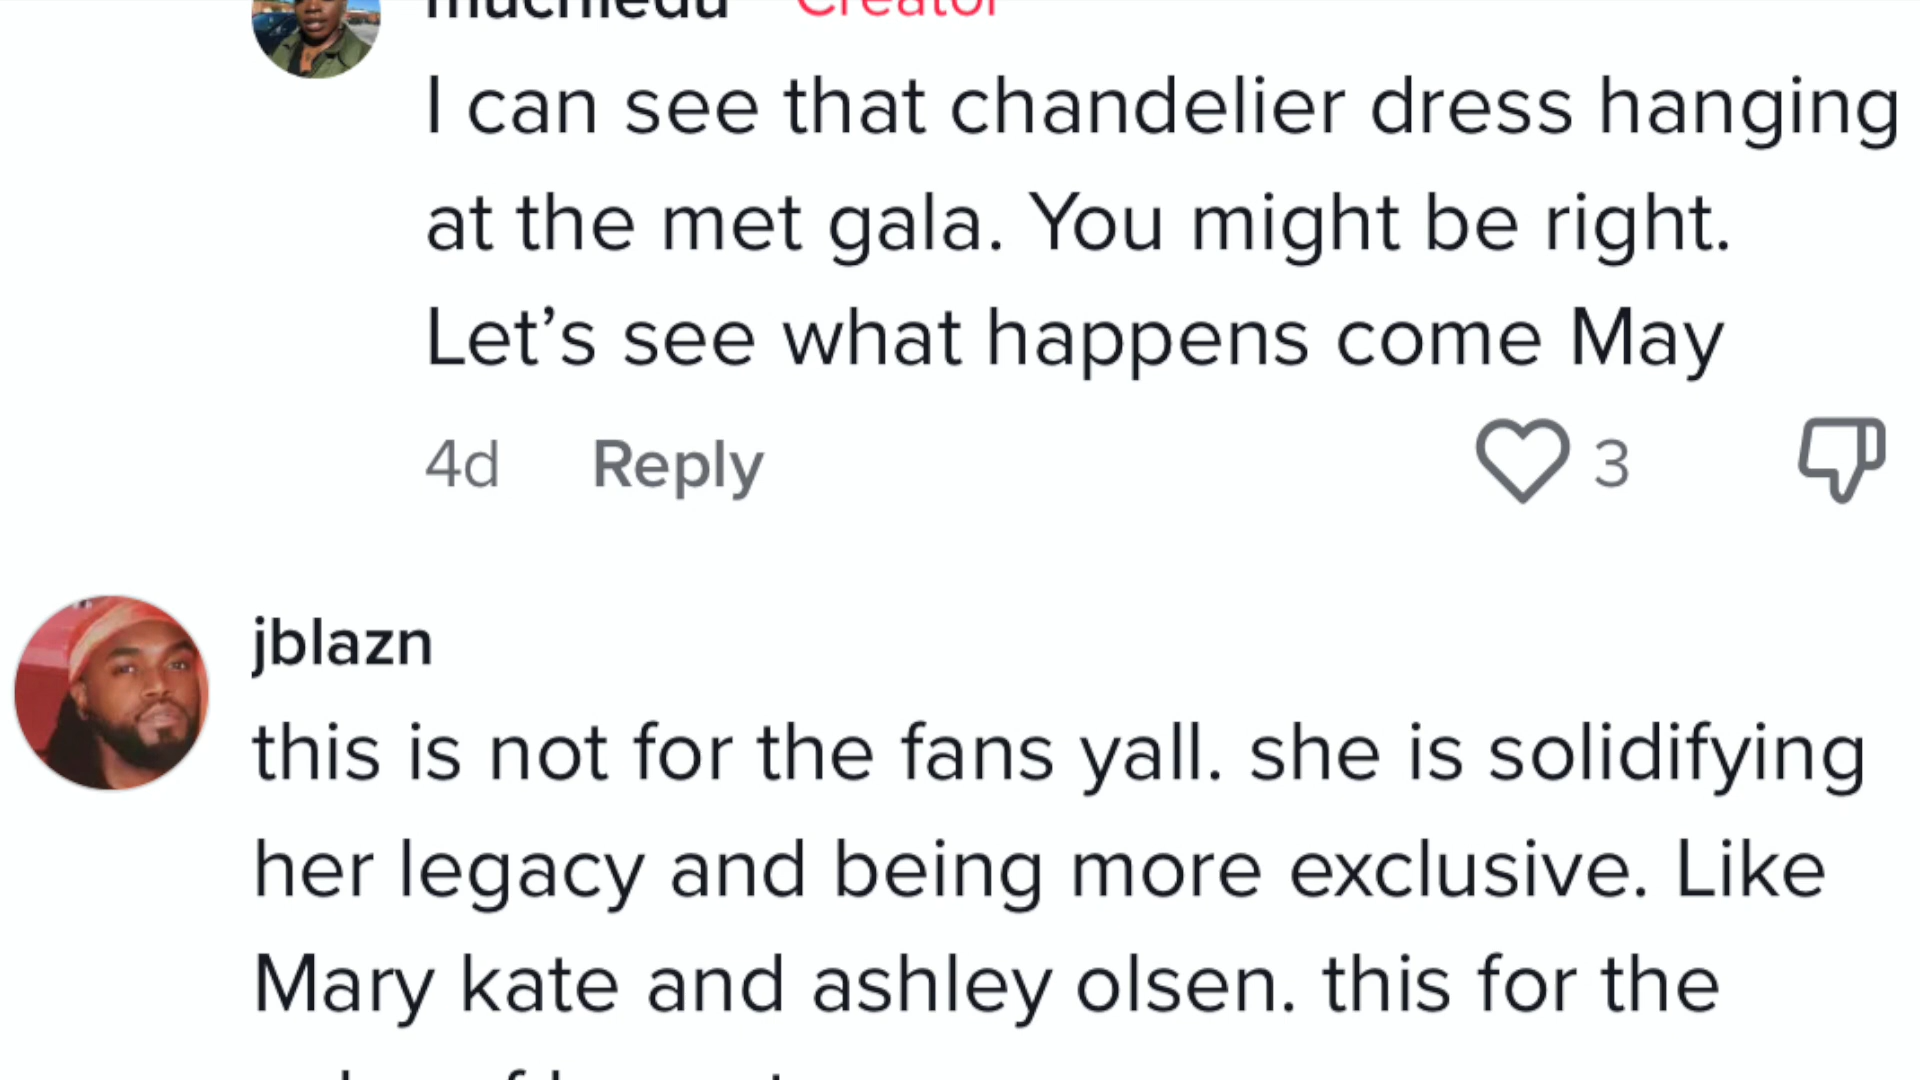 Creator
I can see that chandelier dress hanging
at the met gala. You might be right.
Let’s see what happens come May
4d Reply 3
jblazn
this is not for the fans yall. she is solidifying
her legacy and being more exclusive. Like
Mary kate and ashley olsen. this for the